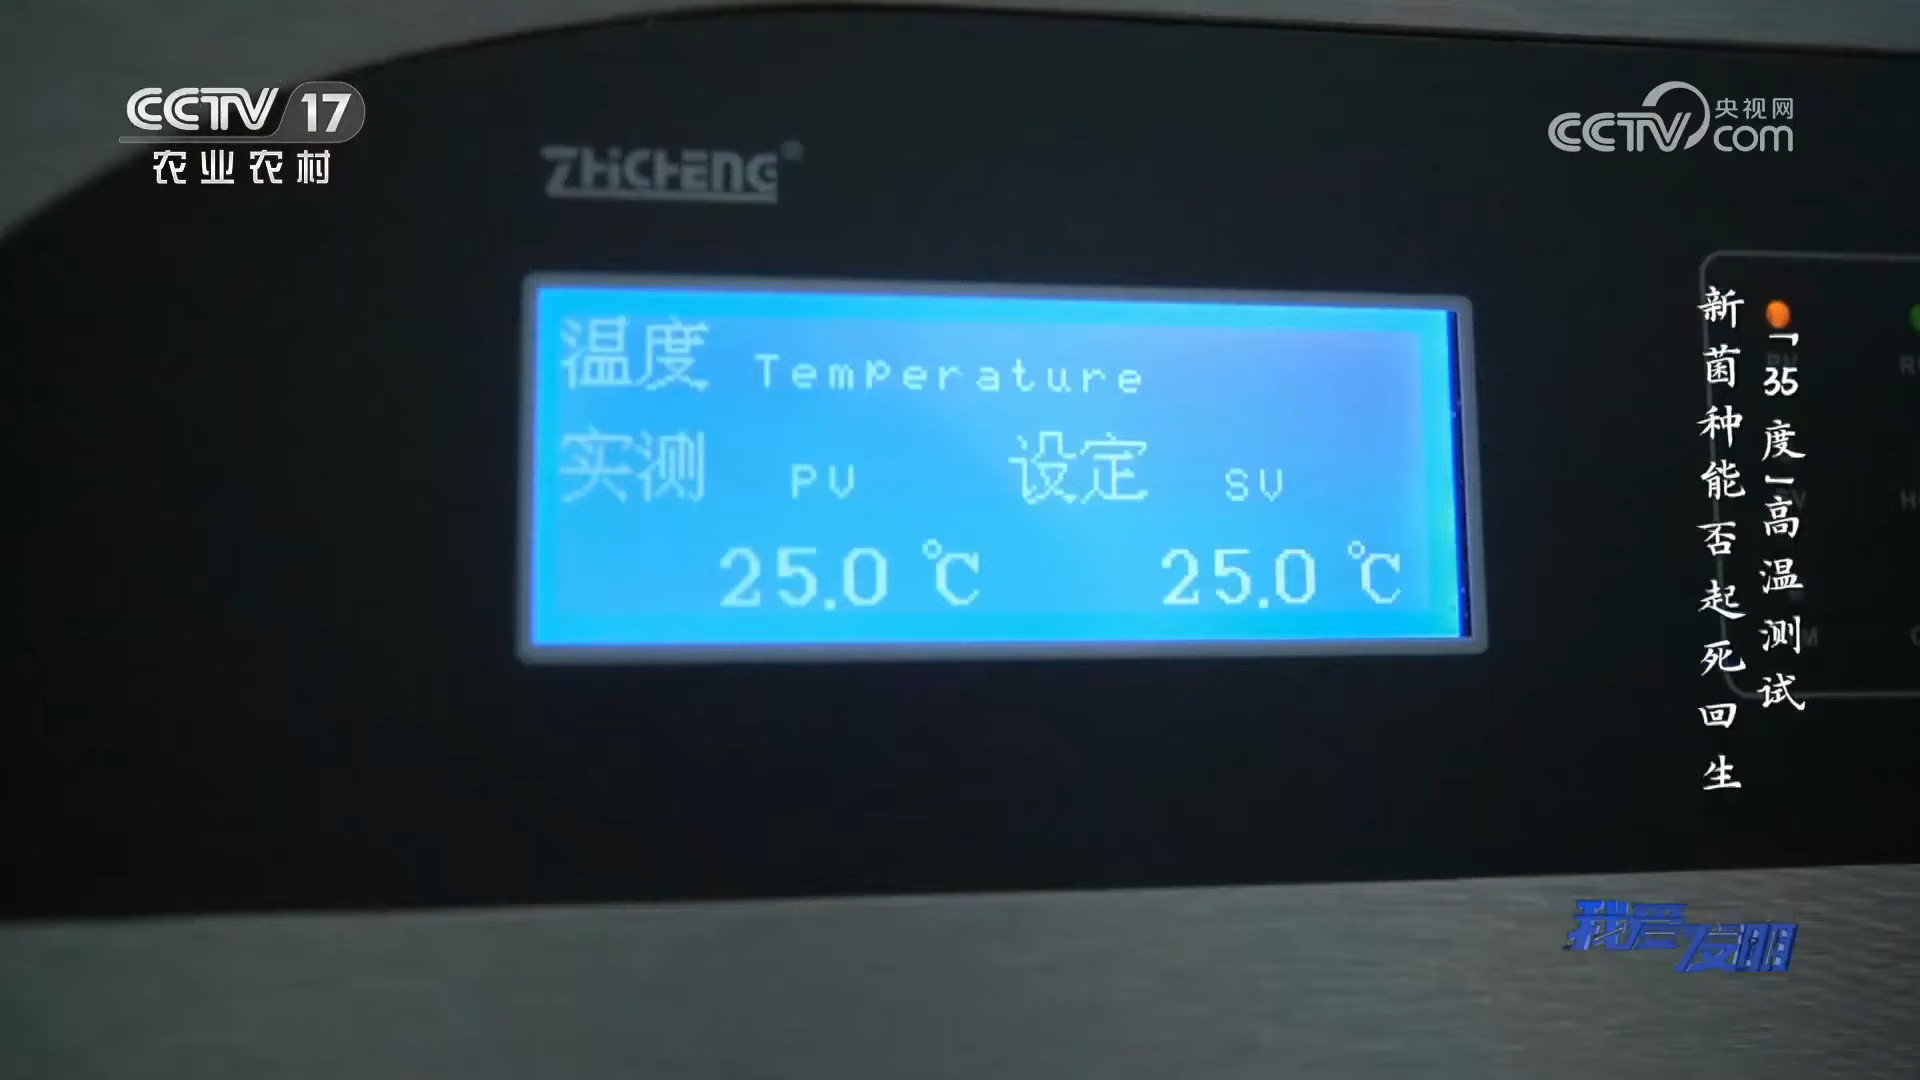 CCTV 17
农业农村
央视网
CCTV com
ZHICHENG®
温度 Temperature
实测 PV 设定 SV
25.0 ℃ 25.0 ℃
「35度」高温测试
新菌种能否起死回生
我爱发明